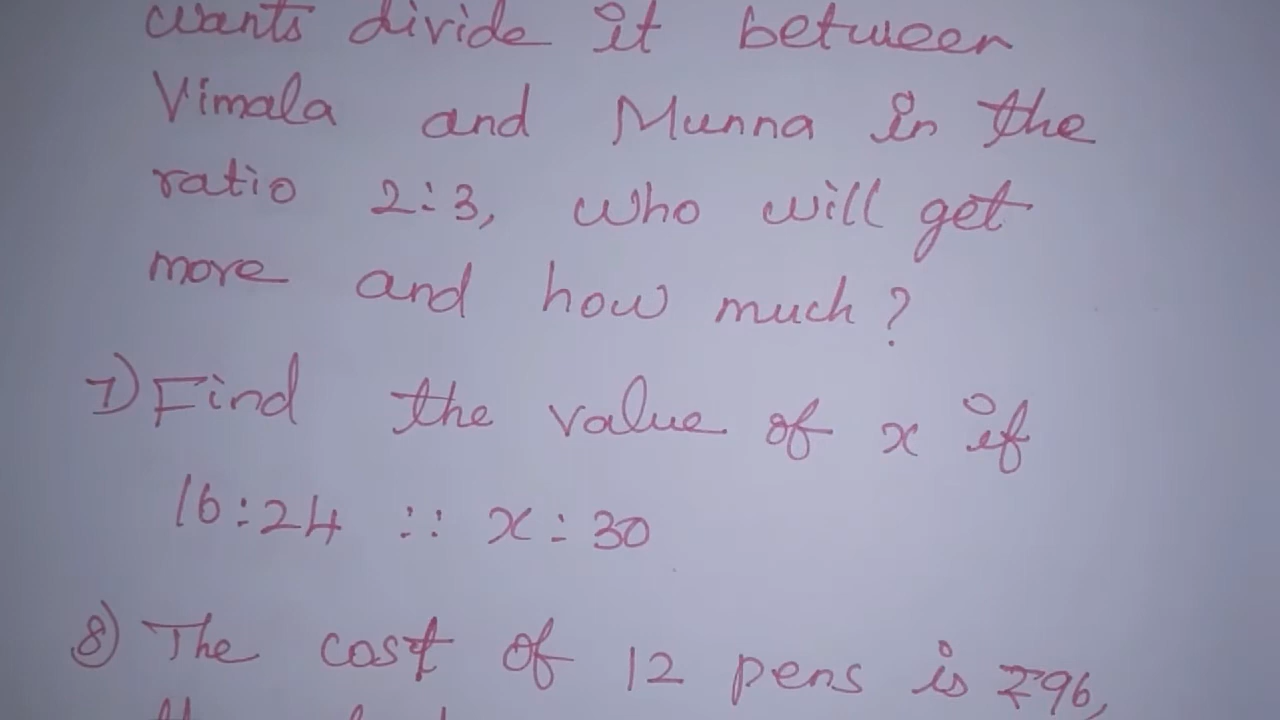 wants divide it between
Vimala and Munna in the
ratio 2:3, who will get
more and how much?
7) Find the value of x if
16:24 :: x:30
8) The cost of 12 pens is ₹96,